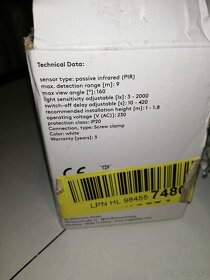 Technical Data:
sensor type: passive infrared (PIR)
max. detection range [m]: 9
max. view angle [°]: 160
light sensitivity adjustable [lx]: 3 - 2000
switch-off delay adjustable [s]: 10 - 420
recommended installation height [m]: 1 - 1.8
operating voltage [V (AC)]: 230
protection class: IP20
Connection, Type: Screw clamp
Color: white
Warranty [years]: 5
CE
LPN HL 98455 7480